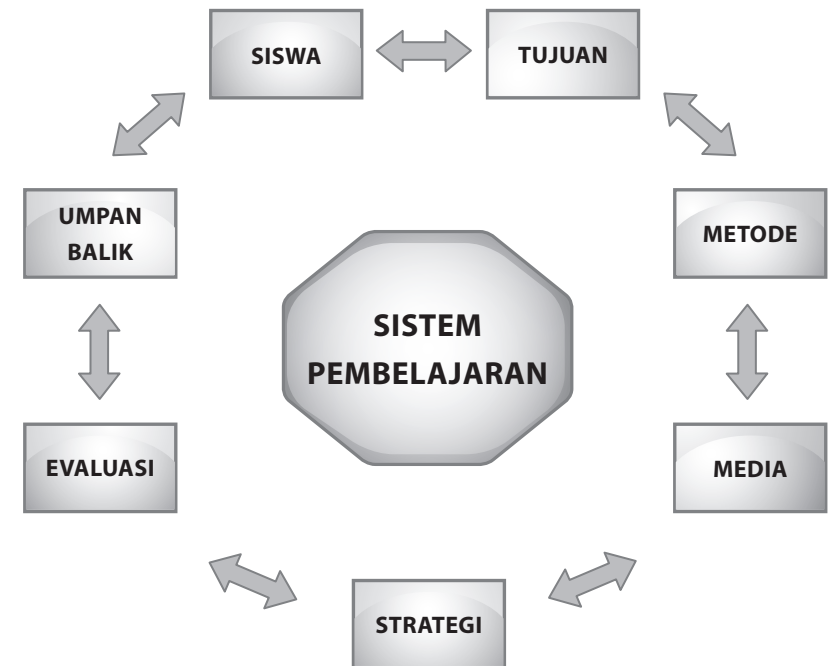 SISWA
TUJUAN
UMPAN
BALIK
METODE
SISTEM
PEMBELAJARAN
EVALUASI
MEDIA
STRATEGI